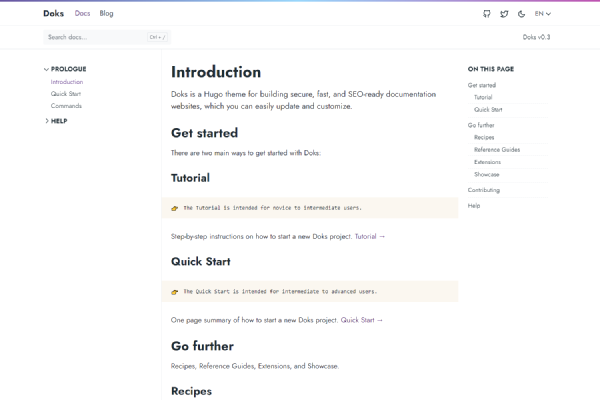 Doks Docs Blog EN
Search docs... Ctrl + / Doks v0.3
PROLOGUE
Introduction
Quick Start
Commands
HELP
Introduction
Doks is a Hugo theme for building secure, fast, and SEO-ready documentation
websites, which you can easily update and customize.
Get started
There are two main ways to get started with Doks:
Tutorial
👉 The Tutorial is intended for novice to intermediate users.
Step-by-step instructions on how to start a new Doks project. Tutorial →
Quick Start
👉 The Quick Start is intended for intermediate to advanced users.
One page summary of how to start a new Doks project. Quick Start →
Go further
Recipes, Reference Guides, Extensions, and Showcase.
Recipes
ON THIS PAGE
Get started
Tutorial
Quick Start
Go further
Recipes
Reference Guides
Extensions
Showcase
Contributing
Help